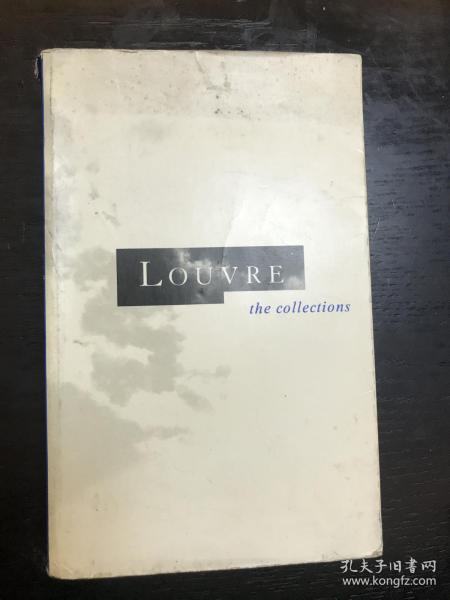 LOUVRE
the collections
孔夫子旧书网
www.kongfz.com